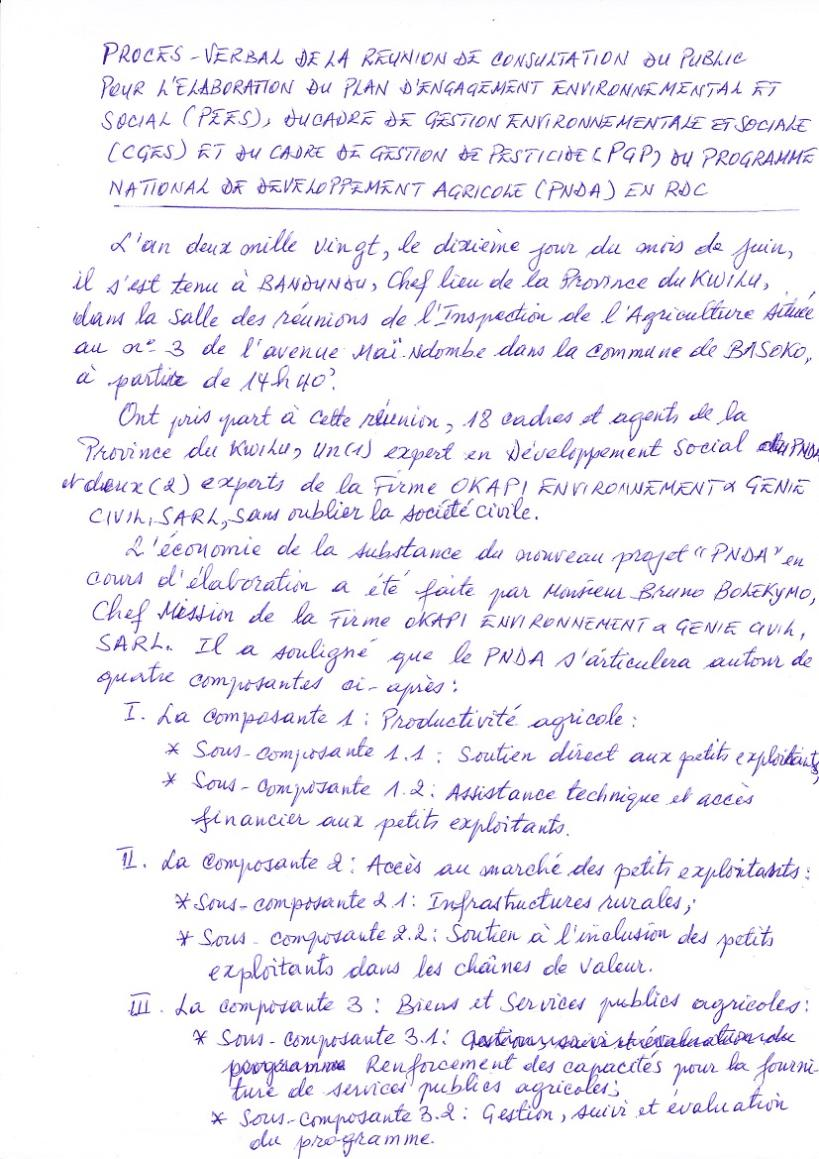 PROCES-VERBAL DE LA REUNION DE CONSULTATION DU PUBLIC
POUR L'ELABORATION DU PLAN D'ENGAGEMENT ENVIRONNEMENTAL ET
SOCIAL (PEES), DU CADRE DE GESTION ENVIRONNEMENTALE ET SOCIALE
(CGES) ET DU CADRE DE GESTION DE PESTICIDE (PGP) DU PROGRAMME
NATIONAL DE DEVELOPPEMENT AGRICOLE (PNDA) EN RDC
L'an deux mille vingt, le dixième jour du mois de juin,
il s'est tenu à BANDUNDU, Chef lieu de la Province du KWILU,
dans la salle des réunions de l'Inspection de l'Agriculture située
au n° 3 de l'avenue Maï-Ndombe dans la commune de BASOKO,
à partir de 14h40'.
Ont pris part à cette réunion, 18 cadres et agents de la
Province du KWILU, un(1) expert en Développement Social du PNDA
et deux (2) experts de la Firme OKAPI ENVIRONNEMENT & GENIE
CIVIL, SARL, sans oublier la société civile.
L'économie de la substance du nouveau projet "PNDA" en
cours d'élaboration a été faite par Monsieur Bruno BOLEKYMO,
Chef Mission de la Firme OKAPI ENVIRONNEMENT & GENIE CIVIL,
SARL. Il a souligné que le PNDA s'articulera autour de
quatre composantes ci-après :
I. La composante 1 : Productivité agricole :
* Sous-composante 1.1 : Soutien direct aux petits exploitants,
* Sous-composante 1.2 : Assistance technique et accès
financier aux petits exploitants.
II. La composante 2 : Accès au marché des petits exploitants :
* Sous-composante 2.1 : Infrastructures rurales ;
* Sous-composante 2.2 : Soutien à l'inclusion des petits
exploitants dans les chaînes de valeur.
III. La composante 3 : Biens et Services publics agricoles :
* Sous-composante 3.1 : Gestion, suivi et évaluation du
programme Renforcement des capacités pour la fourni-
ture de services publics agricoles ;
* Sous-composante 3.2 : Gestion, suivi et évaluation
du programme.